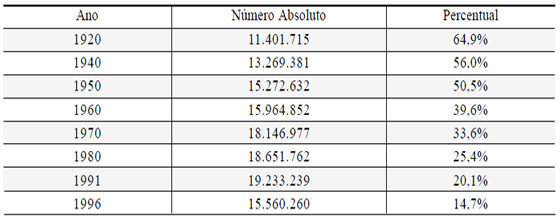 Ano Número Absoluto Percentual
1920 11.401.715 64.9%
1940 13.269.381 56.0%
1950 15.272.632 50,5%
1960 15.964.852 39.6%
1970 18.146.977 33.6%
1980 18.651.762 25.4%
1991 19.233.239 20.1%
1996 15.560.260 14,7%